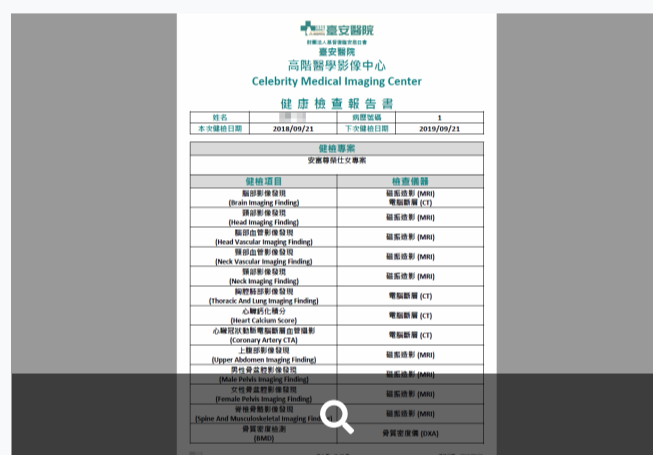 臺安醫院
財團法人基督復臨安息日會
臺安醫院
高階醫學影像中心
Celebrity Medical Imaging Center
健康檢查報告書
姓名 病歷號碼 1
本次健檢日期 2018/09/21 下次健檢日期 2019/09/21
健檢專案
安富尊榮仕女專案
健檢項目 檢查儀器
腦部影像發現 磁振造影 (MRI)
(Brain Imaging Finding) 電腦斷層 (CT)
頭部影像發現
(Head Imaging Finding) 磁振造影 (MRI)
腦部血管影像發現
(Head Vascular Imaging Finding) 磁振造影 (MRI)
頸部血管影像發現
(Neck Vascular Imaging Finding) 磁振造影 (MRI)
頸部影像發現
(Neck Imaging Finding) 磁振造影 (MRI)
胸腔肺部影像發現
(Thoracic And Lung Imaging Finding) 電腦斷層 (CT)
心臟鈣化積分
(Heart Calcium Score) 電腦斷層 (CT)
心臟冠狀動脈電腦斷層血管攝影
(Coronary Artery CTA) 電腦斷層 (CT)
上腹部影像發現
(Upper Abdomen Imaging Finding) 磁振造影 (MRI)
男性骨盆腔影像發現
(Male Pelvis Imaging Finding) 磁振造影 (MRI)
女性骨盆腔影像發現
(Female Pelvis Imaging Finding) 磁振造影 (MRI)
脊椎骨骼影像發現
(Spine And Musculoskeletal Imaging Finding) 磁振造影 (MRI)
骨質密度檢測
(BMD) 骨質密度儀 (DXA)